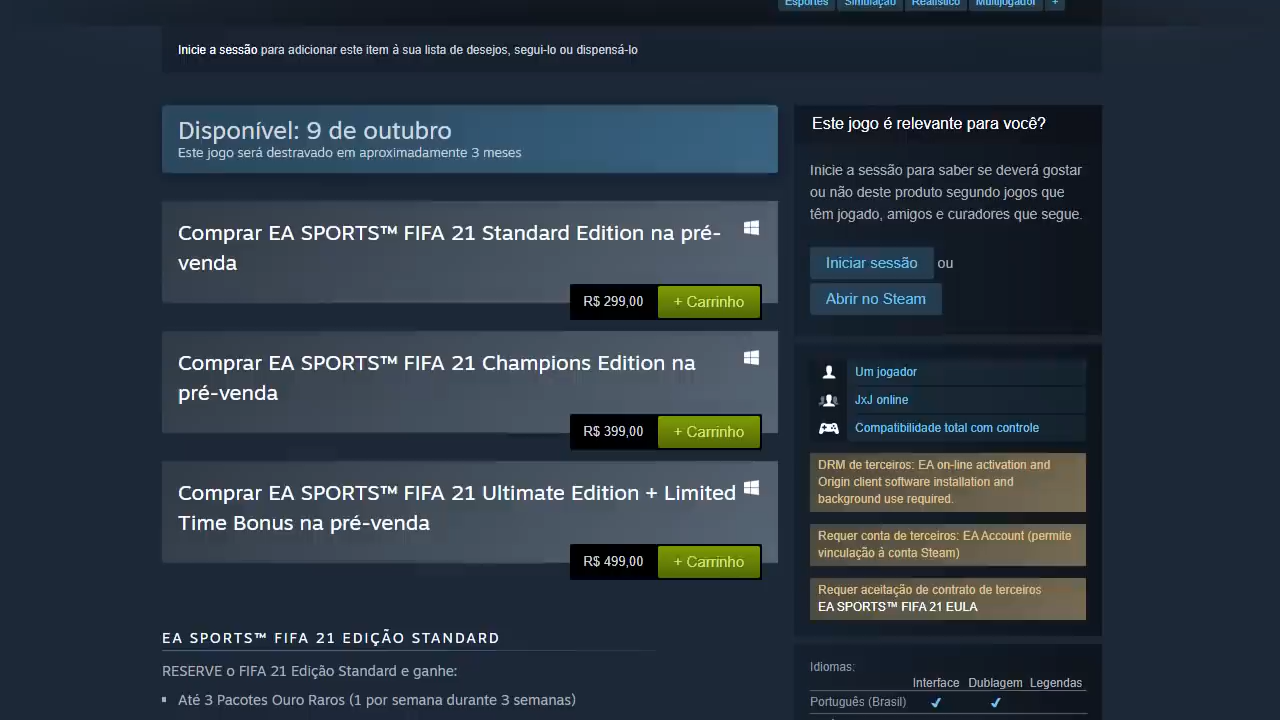 Esportes Simulação Realístico Multijogador +
Inicie a sessão para adicionar este item à sua lista de desejos, segui-lo ou dispensá-lo
Disponível: 9 de outubro
Este jogo será destravado em aproximadamente 3 meses
Comprar EA SPORTS™ FIFA 21 Standard Edition na pré-
venda
R$ 299,00 + Carrinho
Comprar EA SPORTS™ FIFA 21 Champions Edition na
pré-venda
R$ 399,00 + Carrinho
Comprar EA SPORTS™ FIFA 21 Ultimate Edition + Limited
Time Bonus na pré-venda
R$ 499,00 + Carrinho
EA SPORTS™ FIFA 21 EDIÇÃO STANDARD
RESERVE o FIFA 21 Edição Standard e ganhe:
Até 3 Pacotes Ouro Raros (1 por semana durante 3 semanas)
Este jogo é relevante para você?
Inicie a sessão para saber se deverá gostar
ou não deste produto segundo jogos que
têm jogado, amigos e curadores que segue.
Iniciar sessão ou
Abrir no Steam
Um jogador
JxJ online
Compatibilidade total com controle
DRM de terceiros: EA on-line activation and
Origin client software installation and
background use required.
Requer conta de terceiros: EA Account (permite
vinculação à conta Steam)
Requer aceitação de contrato de terceiros
EA SPORTS™ FIFA 21 EULA
Idiomas:
Interface Dublagem Legendas
Português (Brasil) ✔ ✔